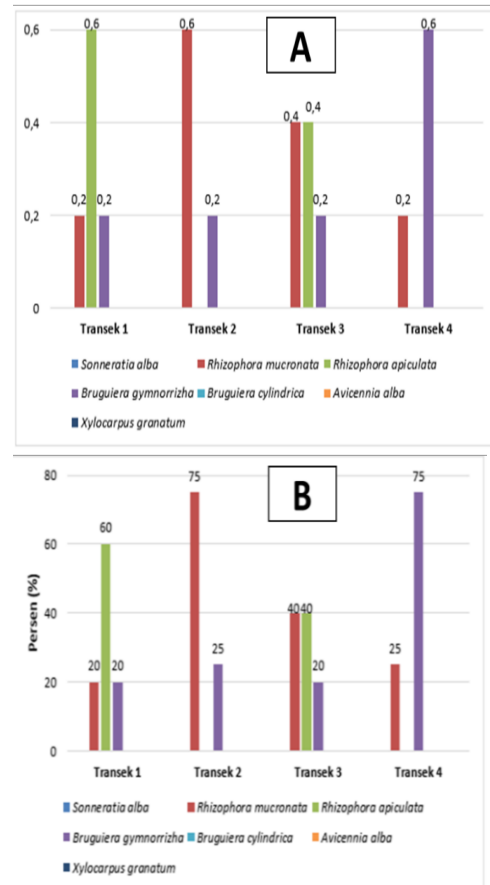 A
0,6
0,4
0,2
0
0,2 0,6 0,2
0,6 0,2
0,4 0,4 0,2
0,2 0,6
Transek 1 Transek 2 Transek 3 Transek 4
Sonneratia alba Rhizophora mucronata Rhizophora apiculata
Bruguiera gymnorrizha Bruguiera cylindrica Avicennia alba
Xylocarpus granatum
B
Persen (%)
80
60
40
20
0
20 60 20
75 25
40 40 20
25 75
Transek 1 Transek 2 Transek 3 Transek 4
Sonneratia alba Rhizophora mucronata Rhizophora apiculata
Bruguiera gymnorrizha Bruguiera cylindrica Avicennia alba
Xylocarpus granatum